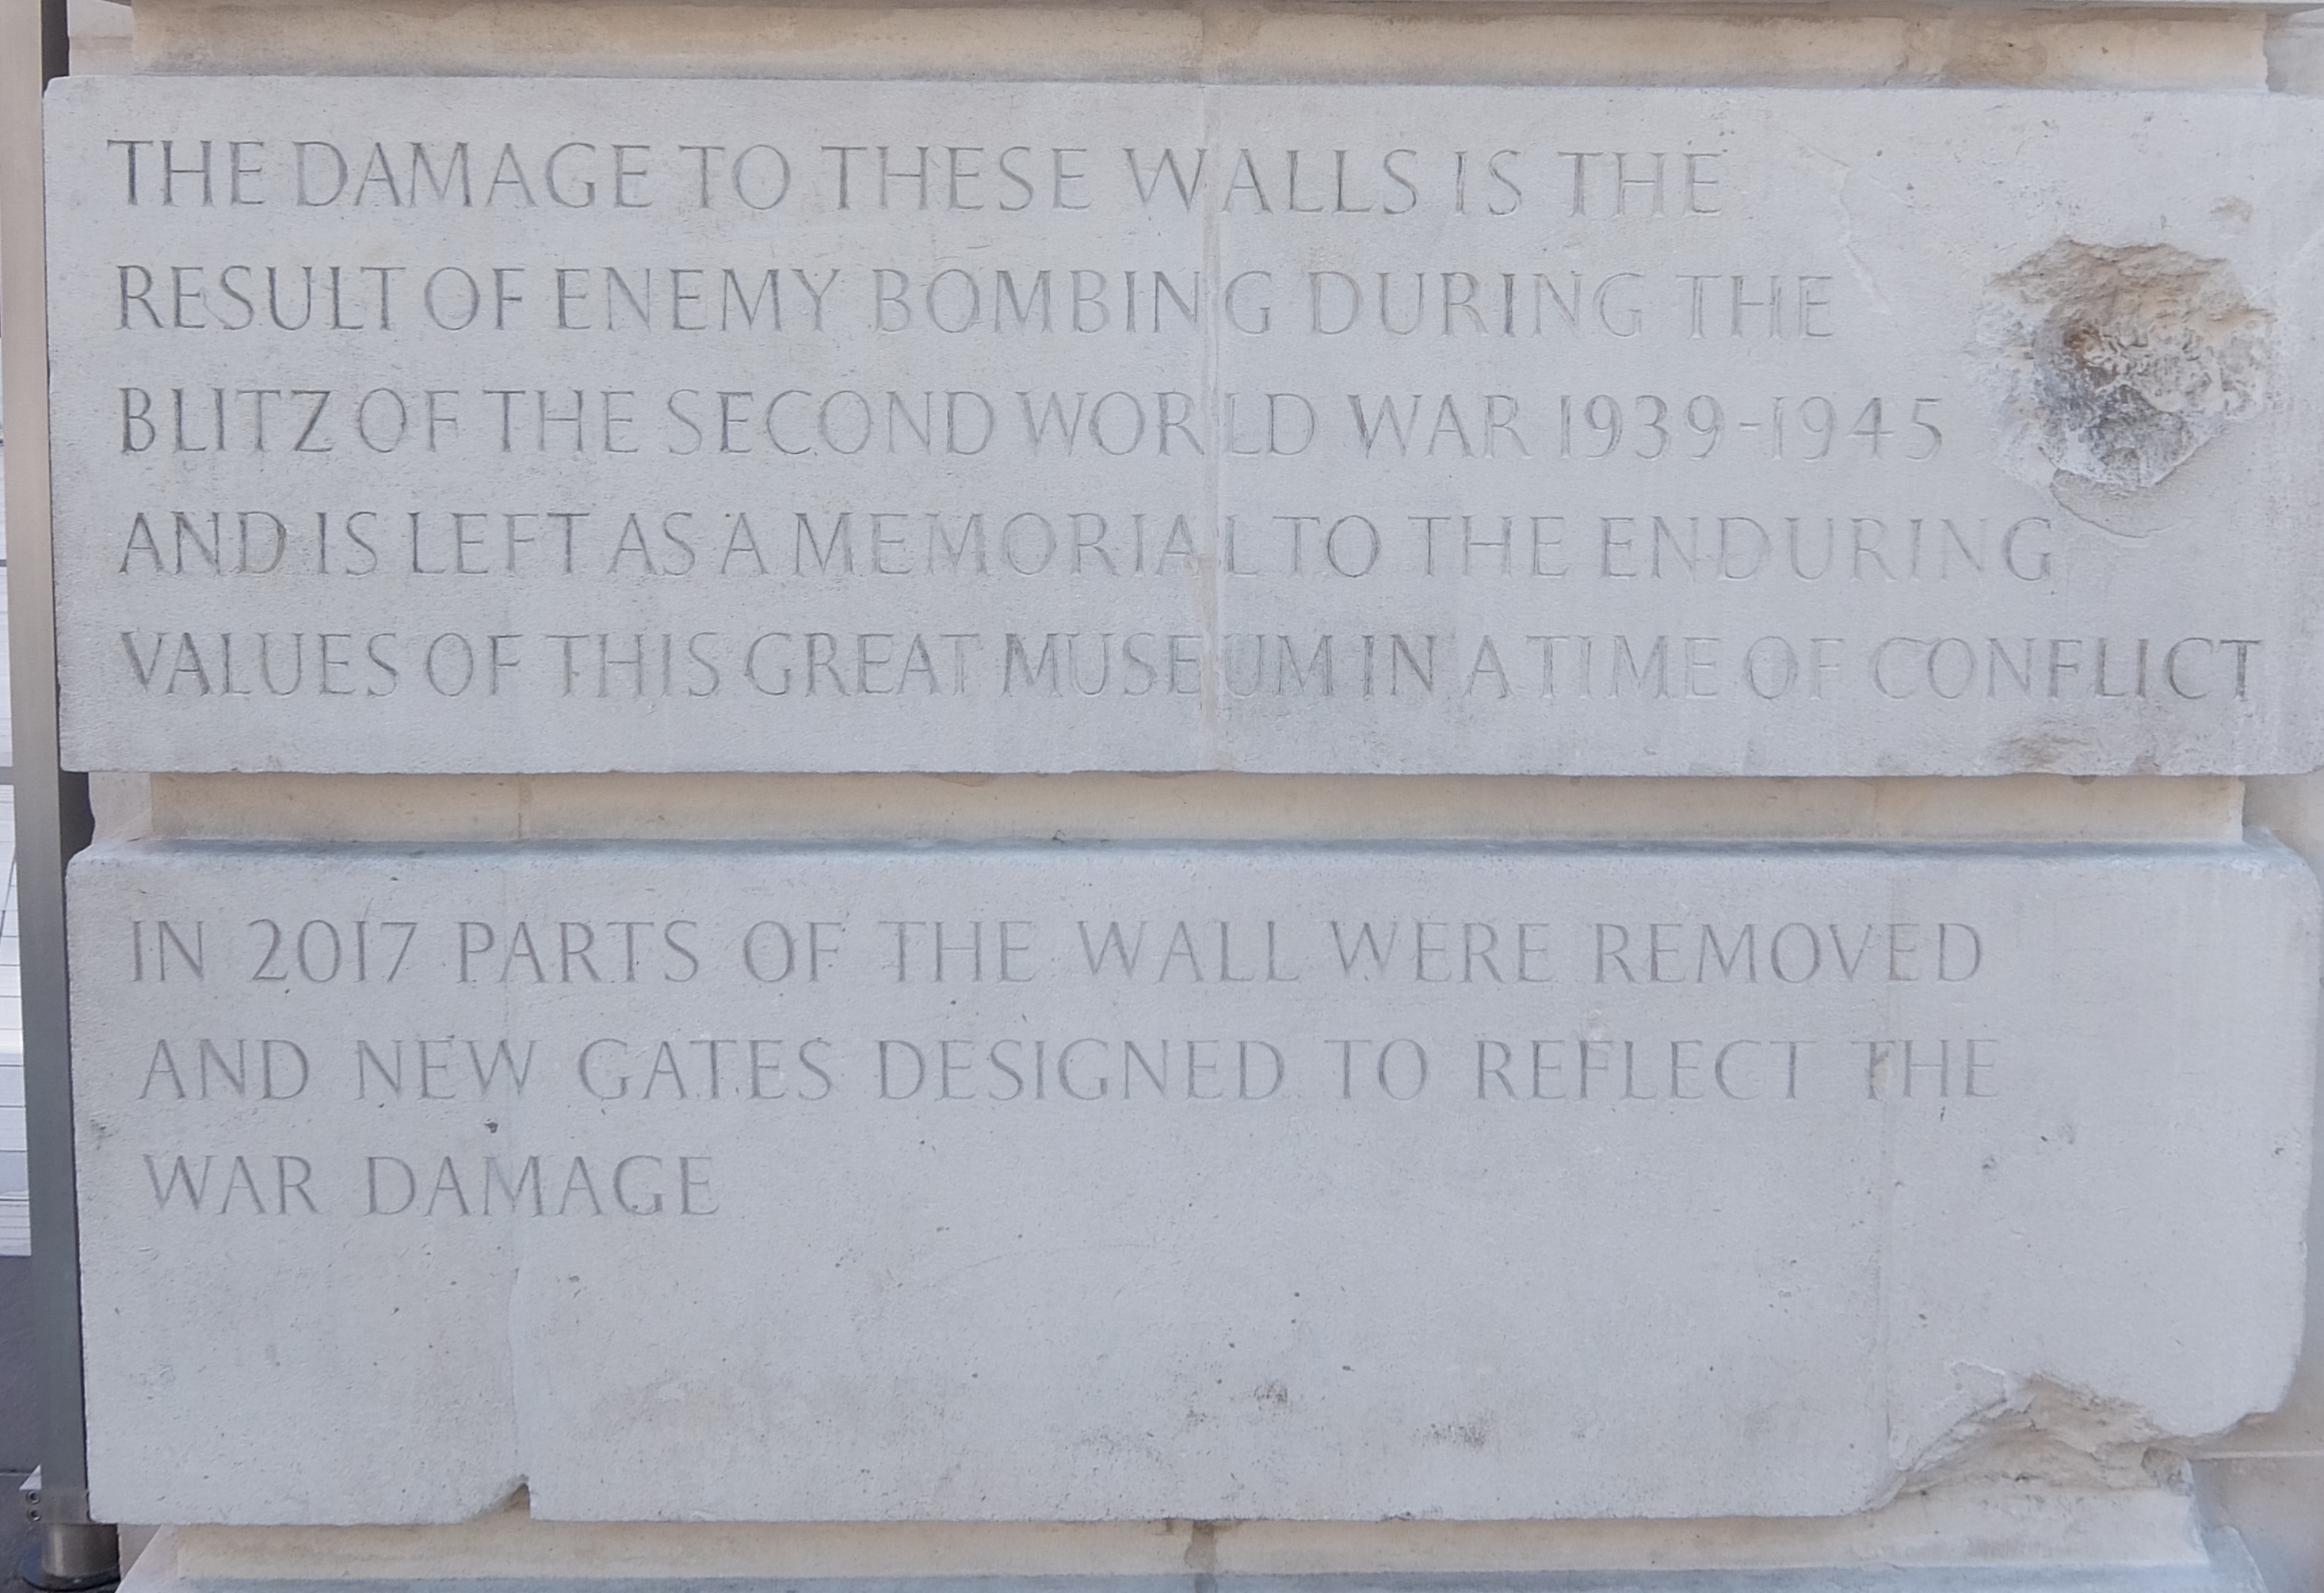 THE DAMAGE TO THESE WALLS IS THE
RESULT OF ENEMY BOMBING DURING THE
BLITZ OF THE SECOND WORLD WAR 1939-1945
AND IS LEFT AS A MEMORIAL TO THE ENDURING
VALUES OF THIS GREAT MUSEUM IN A TIME OF CONFLICT
IN 2017 PARTS OF THE WALL WERE REMOVED
AND NEW GATES DESIGNED TO REFLECT THE
WAR DAMAGE